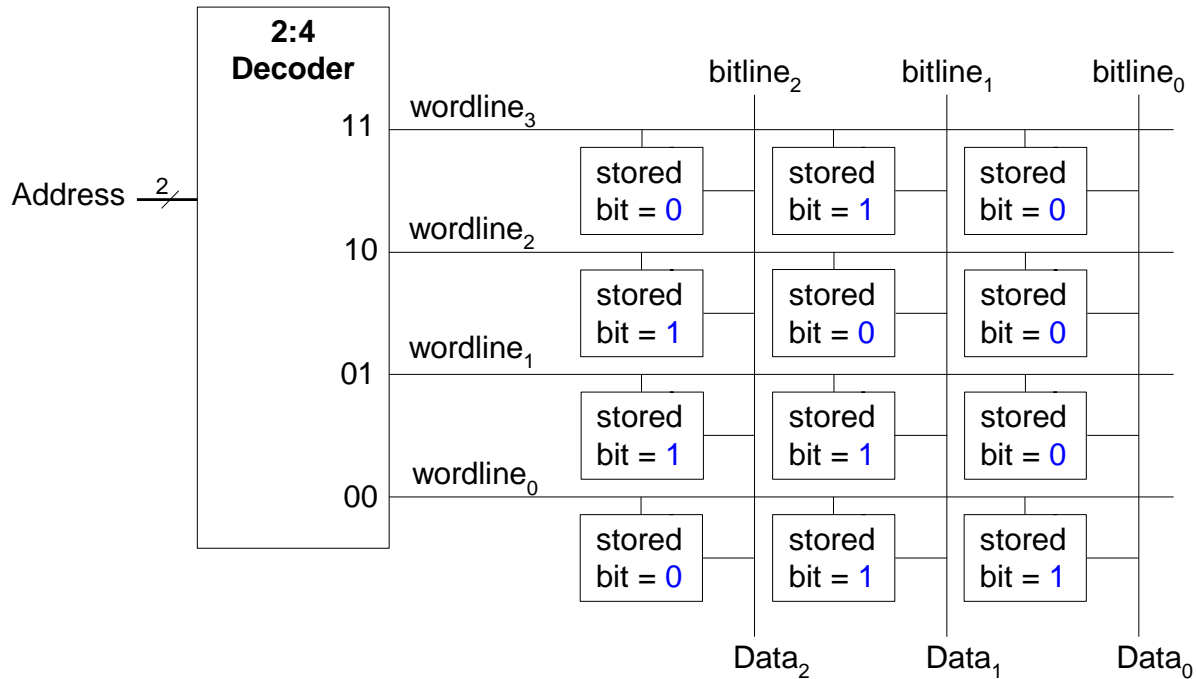 2:4
Decoder
bitline₂ bitline₁ bitline₀
wordline₃
11
stored stored stored
bit = 0 bit = 1 bit = 0
Address 2
wordline₂
10
stored stored stored
bit = 1 bit = 0 bit = 0
wordline₁
01
stored stored stored
bit = 1 bit = 1 bit = 0
wordline₀
00
stored stored stored
bit = 0 bit = 1 bit = 1
Data₂ Data₁ Data₀